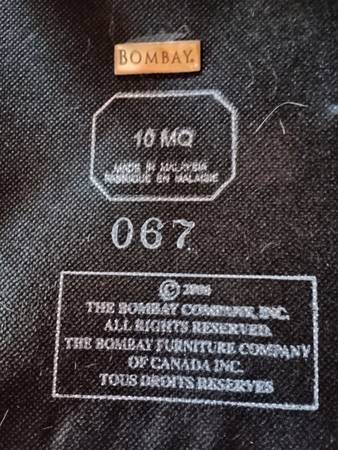 BOMBAY®
10 MQ
MADE IN MALAYSIA
FABRIQUE EN MALAISIE
067
© 2006
THE BOMBAY COMPANY, INC.
ALL RIGHTS RESERVED.
THE BOMBAY FURNITURE COMPANY
OF CANADA INC.
TOUS DROITS RESERVES